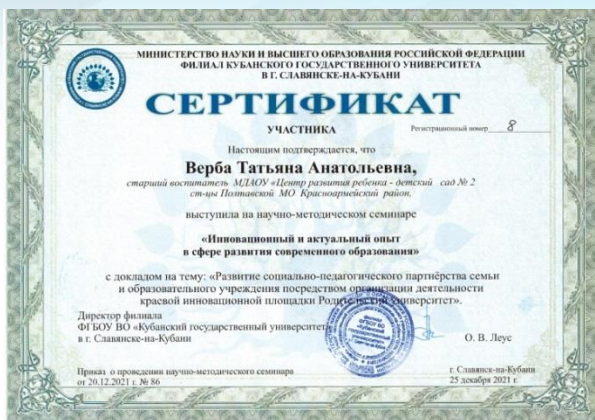 МИНИСТЕРСТВО НАУКИ И ВЫСШЕГО ОБРАЗОВАНИЯ РОССИЙСКОЙ ФЕДЕРАЦИИ
ФИЛИАЛ КУБАНСКОГО ГОСУДАРСТВЕННОГО УНИВЕРСИТЕТА
В Г. СЛАВЯНСКЕ-НА-КУБАНИ
СЕРТИФИКАТ
УЧАСТНИКА
Регистрационный номер 8
Настоящим подтверждается, что
Верба Татьяна Анатольевна,
старший воспитатель МДАОУ «Центр развития ребенка - детский сад № 2
ст-цы Полтавской МО Красноармейский район,
выступила на научно-методическом семинаре
«Инновационный и актуальный опыт
в сфере развития современного образования»
с докладом на тему: «Развитие социально-педагогического партнёрства семьи
и образовательного учреждения посредством организации деятельности
краевой инновационной площадки Родительский университет».
Директор филиала
ФГБОУ ВО «Кубанский государственный университет»
в г. Славянске-на-Кубани
О. В. Леус
Приказ о проведении научно-методического семинара
от 20.12.2021 г. № 86
г. Славянск-на-Кубани
25 декабря 2021 г.